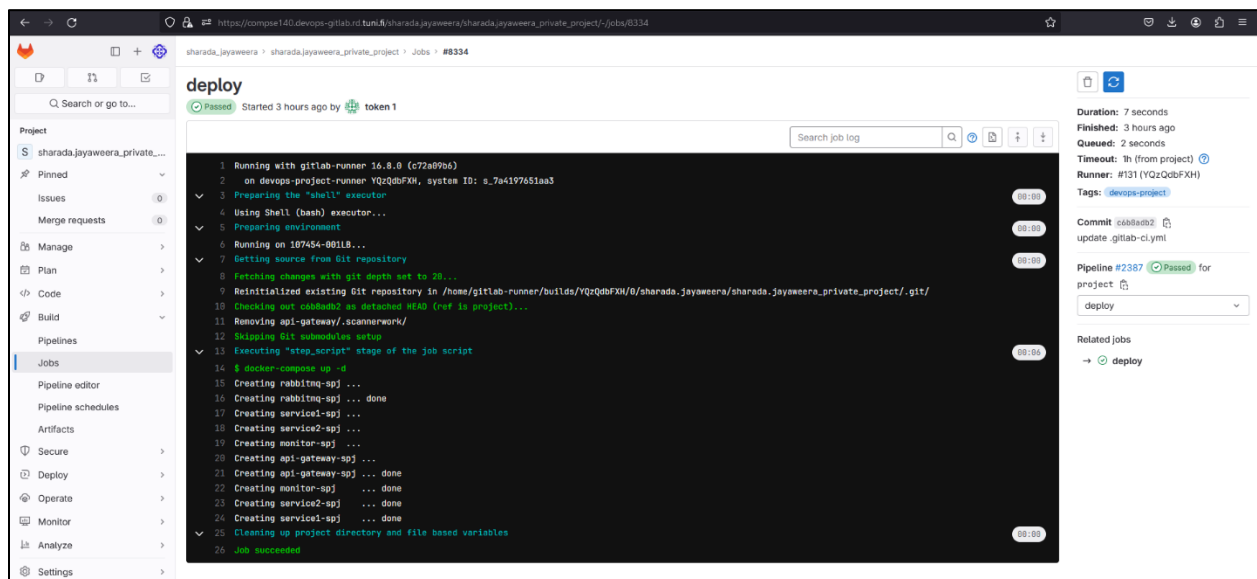 https://compse140.devops-gitlab.rd.tuni.fi/sharada.jayaweera/sharada.jayaweera_private_project/-/jobs/8334
sharada_jayaweera > sharada.jayaweera_private_project > Jobs > #8334
Search or go to...
Project
S sharada.jayaweera_private_...
Pinned
Issues 0
Merge requests 0
Manage
Plan
Code
Build
Pipelines
Jobs
Pipeline editor
Pipeline schedules
Artifacts
Secure
Deploy
Operate
Monitor
Analyze
Settings
deploy
Passed Started 3 hours ago by token 1
Search job log
1 Running with gitlab-runner 16.8.0 (c72a09b6)
2 on devops-project-runner YQzQdbFXH, system ID: s_7a4197651aa3
3 Preparing the "shell" executor 00:00
4 Using Shell (bash) executor...
5 Preparing environment 00:00
6 Running on 107454-001LB...
7 Getting source from Git repository 00:00
8 Fetching changes with git depth set to 20...
9 Reinitialized existing Git repository in /home/gitlab-runner/builds/YQzQdbFXH/0/sharada.jayaweera/sharada.jayaweera_private_project/.git/
10 Checking out c6b8adb2 as detached HEAD (ref is project)...
11 Removing api-gateway/.scannerwork/
12 Skipping Git submodules setup
13 Executing "step_script" stage of the job script 00:06
14 $ docker-compose up -d
15 Creating rabbitmq-spj ...
16 Creating rabbitmq-spj ... done
17 Creating service1-spj ...
18 Creating service2-spj ...
19 Creating monitor-spj ...
20 Creating api-gateway-spj ...
21 Creating api-gateway-spj ... done
22 Creating monitor-spj ... done
23 Creating service2-spj ... done
24 Creating service1-spj ... done
25 Cleaning up project directory and file based variables 00:00
26 Job succeeded
Duration: 7 seconds
Finished: 3 hours ago
Queued: 2 seconds
Timeout: 1h (from project)
Runner: #131 (YQzQdbFXH)
Tags: devops-project
Commit c6b8adb2
update .gitlab-ci.yml
Pipeline #2387 Passed for
project
deploy
Related jobs
→ deploy